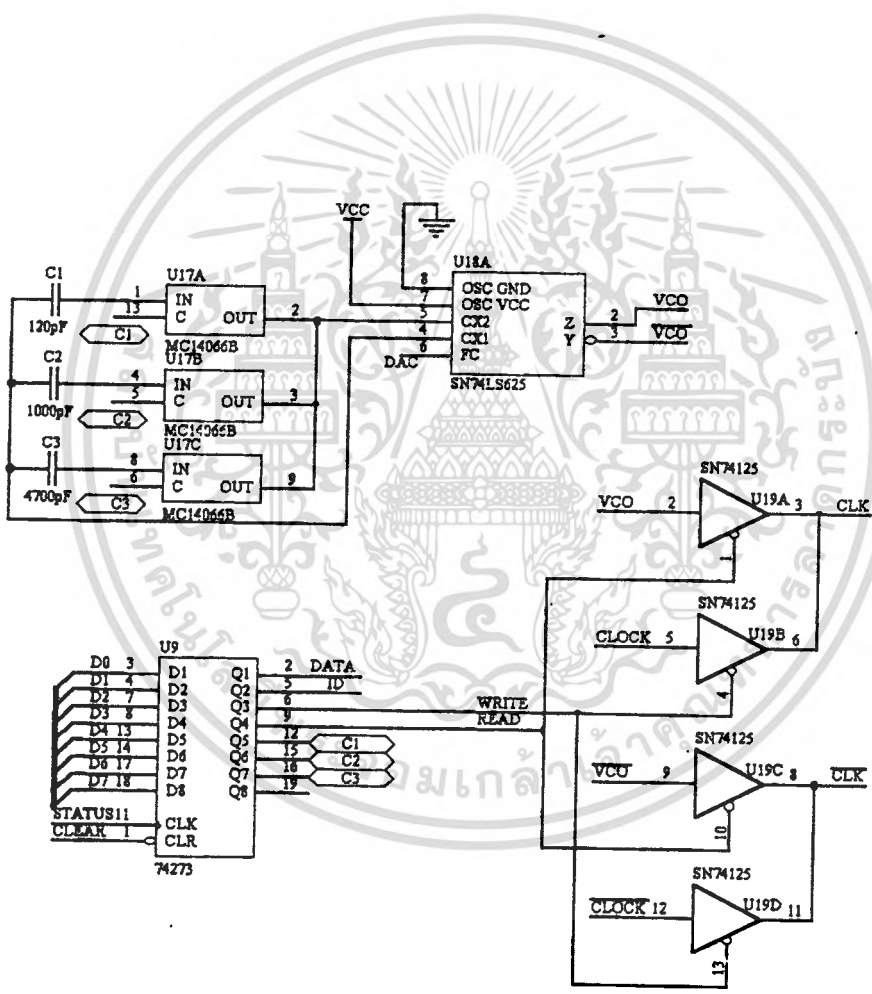 VCC
C1
U17A
1
IN
13
C
OUT
2
120pF
C1
MC14066B
C2
U17B
4
IN
5
C
OUT
3
1000pF
C2
MC14066B
C3
U17C
8
IN
6
C
OUT
9
4700pF
C3
MC14066B
U18A
8
OSC GND
7
OSC VCC
5
CX2
4
CX1
6
FC
DAC
Z
2
VCO
Y
3
VCO
SN74LS625
SN74125
VCO
2
U19A
3
CLK
1
SN74125
CLOCK
5
U19B
6
4
SN74125
VCO
9
U19C
8
CLK
10
SN74125
CLOCK
12
U19D
11
13
U9
D0 3 D1
D1 4 D2
D2 7 D3
D3 8 D4
D4 13 D5
D5 14 D6
D6 17 D7
D7 18 D8
STATUS11 CLK
CLEAR 1 CLR
Q1 2 DATA
Q2 5 ID
Q3 6 WRITE
Q4 9 READ
Q5 12 C1
Q6 15 C2
Q7 16 C3
Q8 19
74273